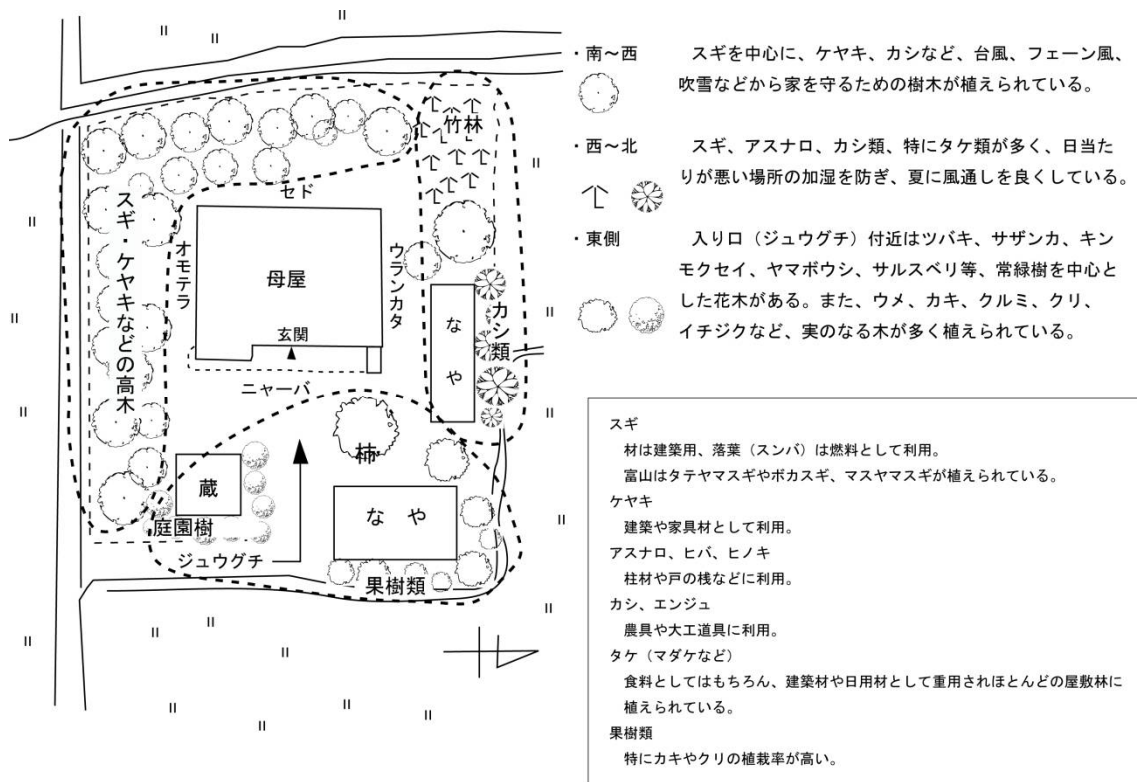 竹林
セド
スギ・ケヤキなどの高木
オモテラ
母屋
ウランカタ
玄関
なや
カシ類
ニャーバ
柿
蔵
なや
庭園樹
ジュウグチ
果樹類
・南～西 スギを中心に、ケヤキ、カシなど、台風、フェーン風、
吹雪などから家を守るための樹木が植えられている。
・西～北 スギ、アスナロ、カシ類、特にタケ類が多く、日当た
りが悪い場所の加湿を防ぎ、夏に風通しを良くしている。
・東側 入り口（ジュウグチ）付近はツバキ、サザンカ、キン
モクセイ、ヤマボウシ、サルスベリ等、常緑樹を中心と
した花木がある。また、ウメ、カキ、クルミ、クリ、
イチジクなど、実のなる木が多く植えられている。
スギ
材は建築用、落葉（スンバ）は燃料として利用。
富山はタテヤマスギやボカスギ、マスヤマスギが植えられている。
ケヤキ
建築や家具材として利用。
アスナロ、ヒバ、ヒノキ
柱材や戸の桟などに利用。
カシ、エンジュ
農具や大工道具に利用。
タケ（マダケなど）
食料としてはもちろん、建築材や日用材として重用されほとんどの屋敷林に
植えられている。
果樹類
特にカキやクリの植栽率が高い。